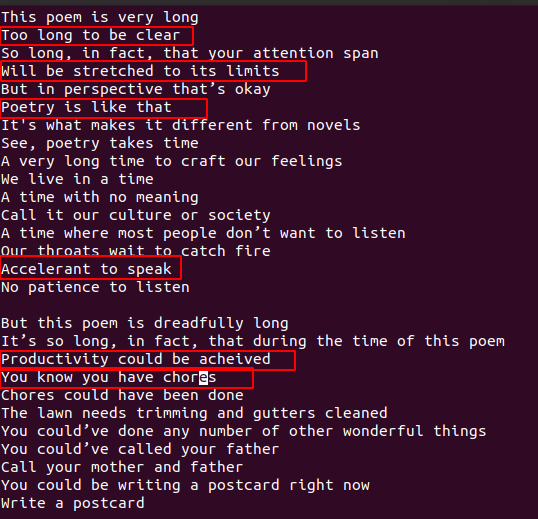 This poem is very long
Too long to be clear
So long, in fact, that your attention span
Will be stretched to its limits
But in perspective that’s okay
Poetry is like that
It's what makes it different from novels
See, poetry takes time
A very long time to craft our feelings
We live in a time
A time with no meaning
Call it our culture or society
A time where most people don’t want to listen
Our throats wait to catch fire
Accelerant to speak
No patience to listen

But this poem is dreadfully long
It’s so long, in fact, that during the time of this poem
Productivity could be acheived
You know you have chores
Chores could have been done
The lawn needs trimming and gutters cleaned
You could’ve done any number of other wonderful things
You could’ve called your father
Call your mother and father
You could be writing a postcard right now
Write a postcard